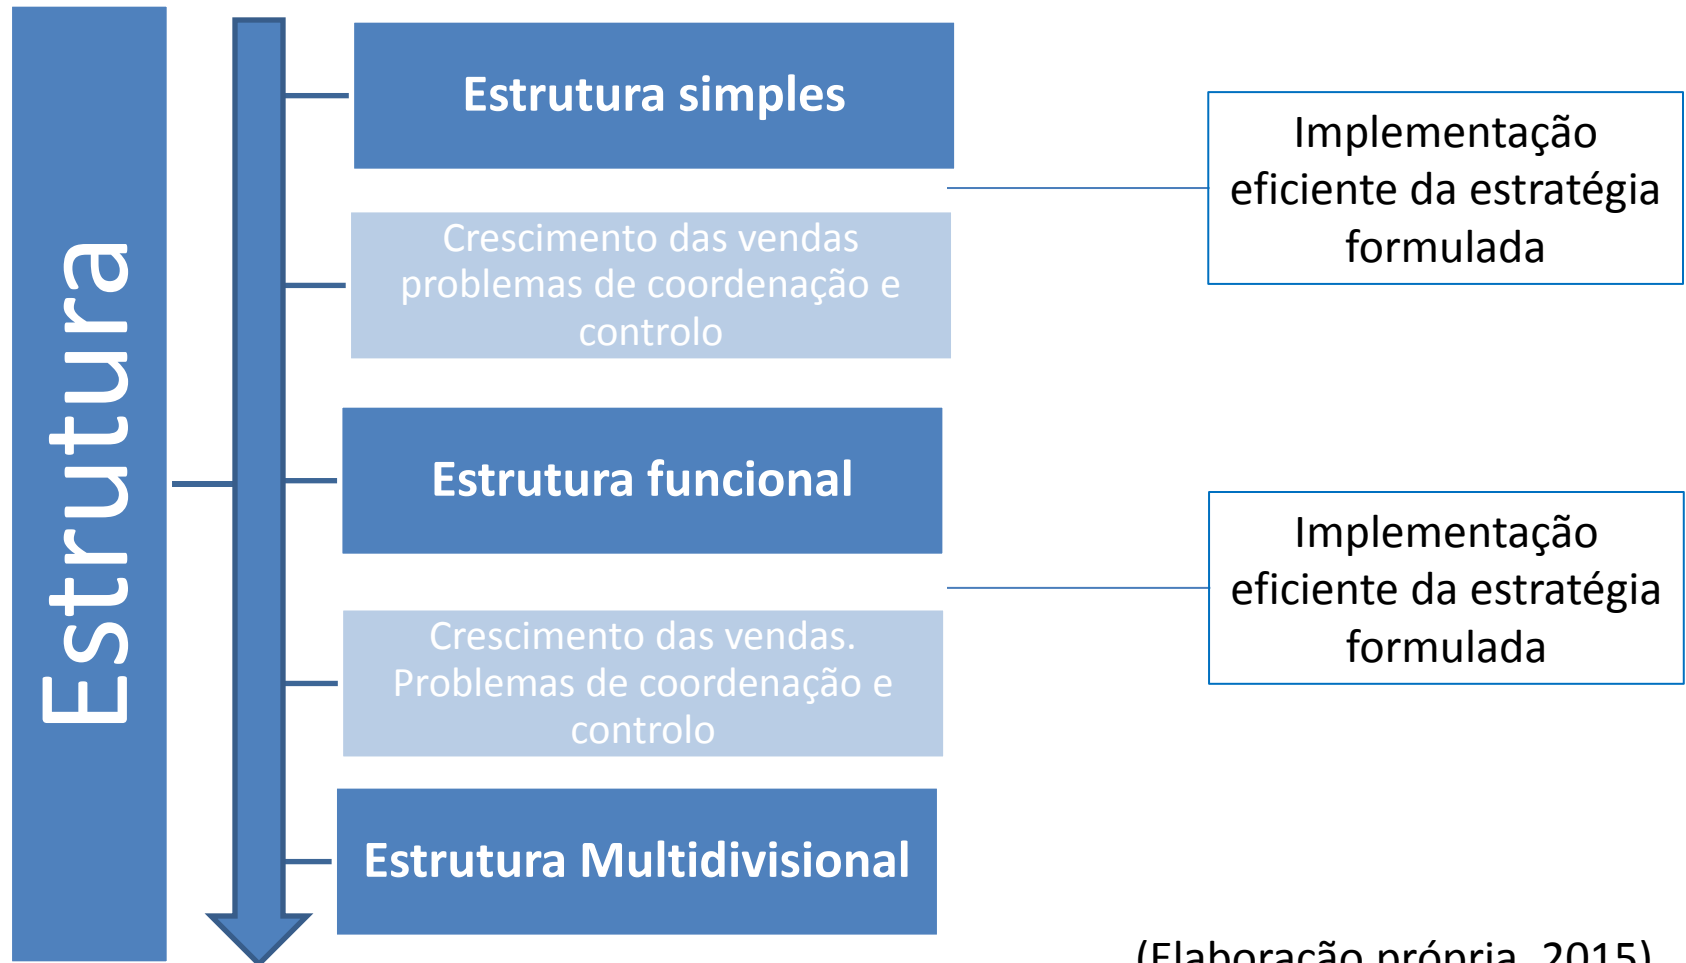 Estrutura
Estrutura simples
Crescimento das vendas
problemas de coordenação e
controlo
Estrutura funcional
Crescimento das vendas.
Problemas de coordenação e
controlo
Estrutura Multidivisional
Implementação
eficiente da estratégia
formulada
Implementação
eficiente da estratégia
formulada
(Elaboração própria, 2015)